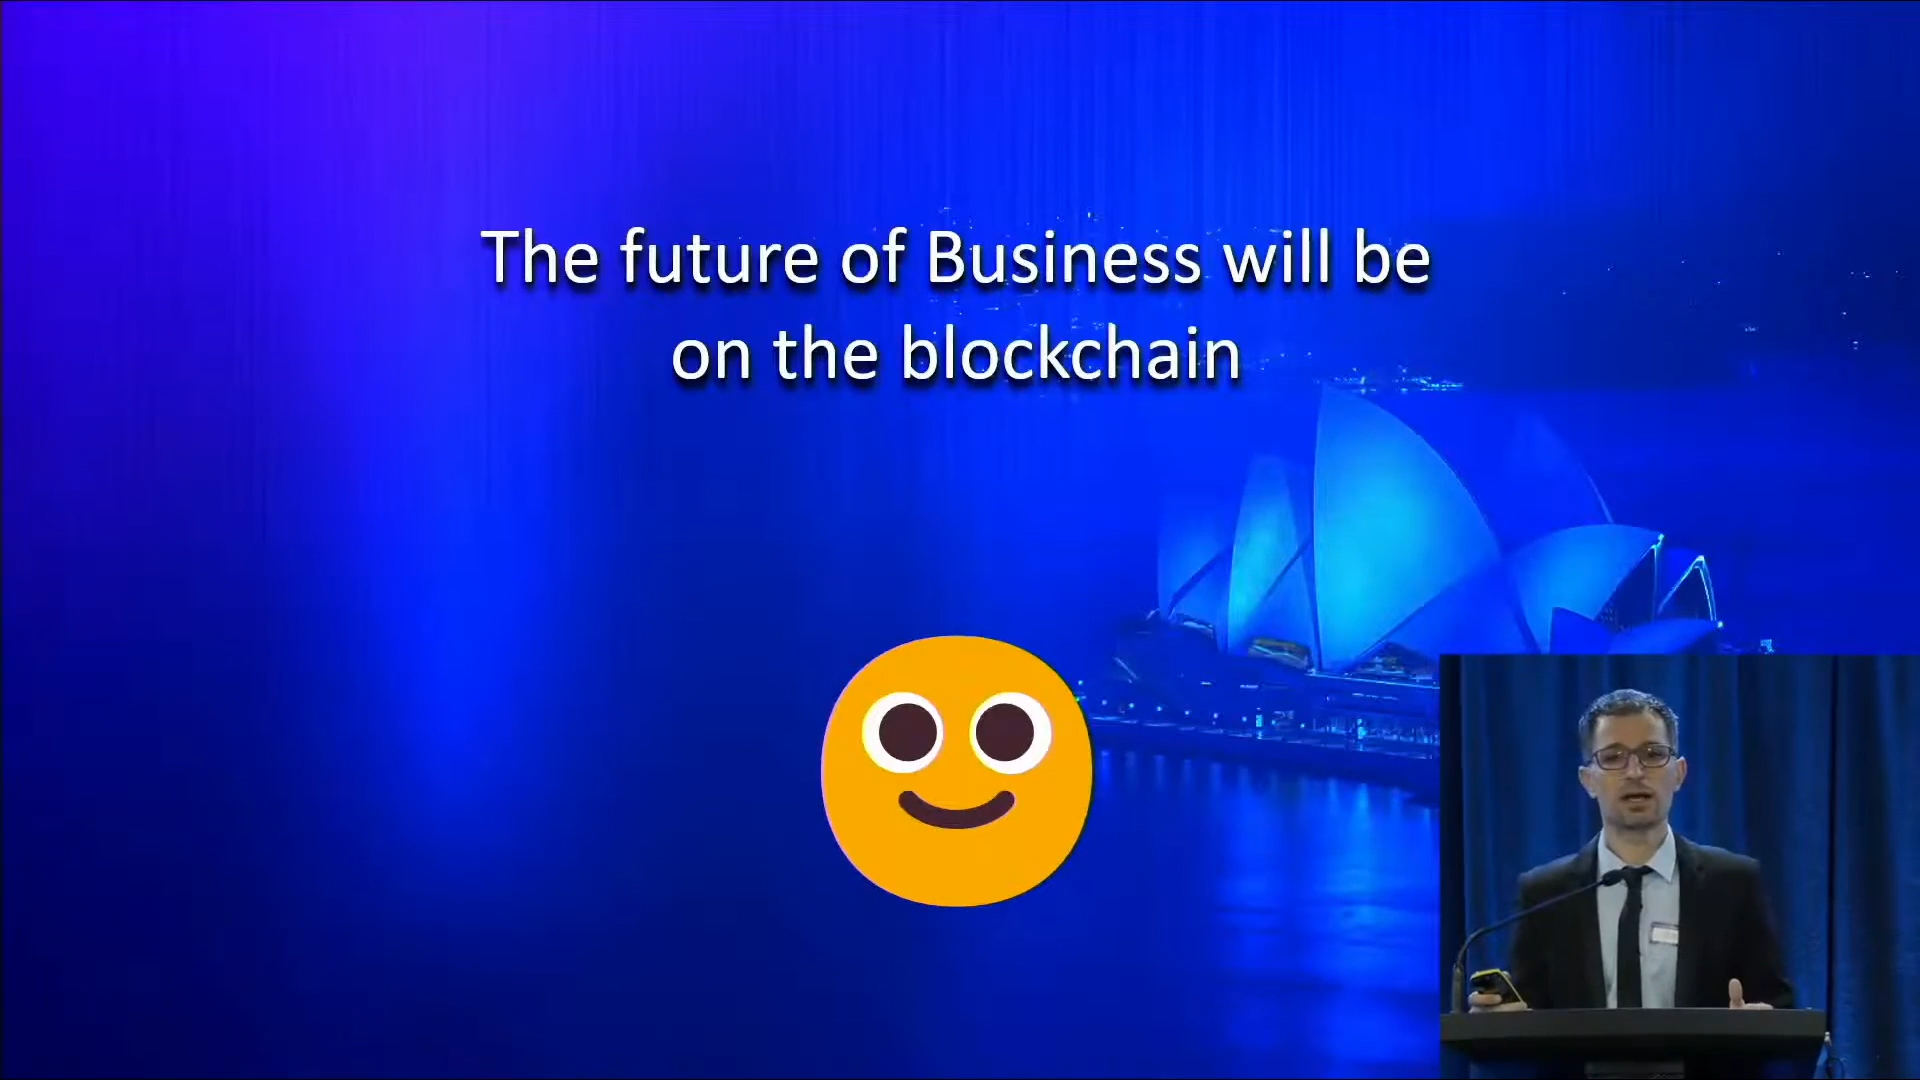 The future of Business will be
on the blockchain